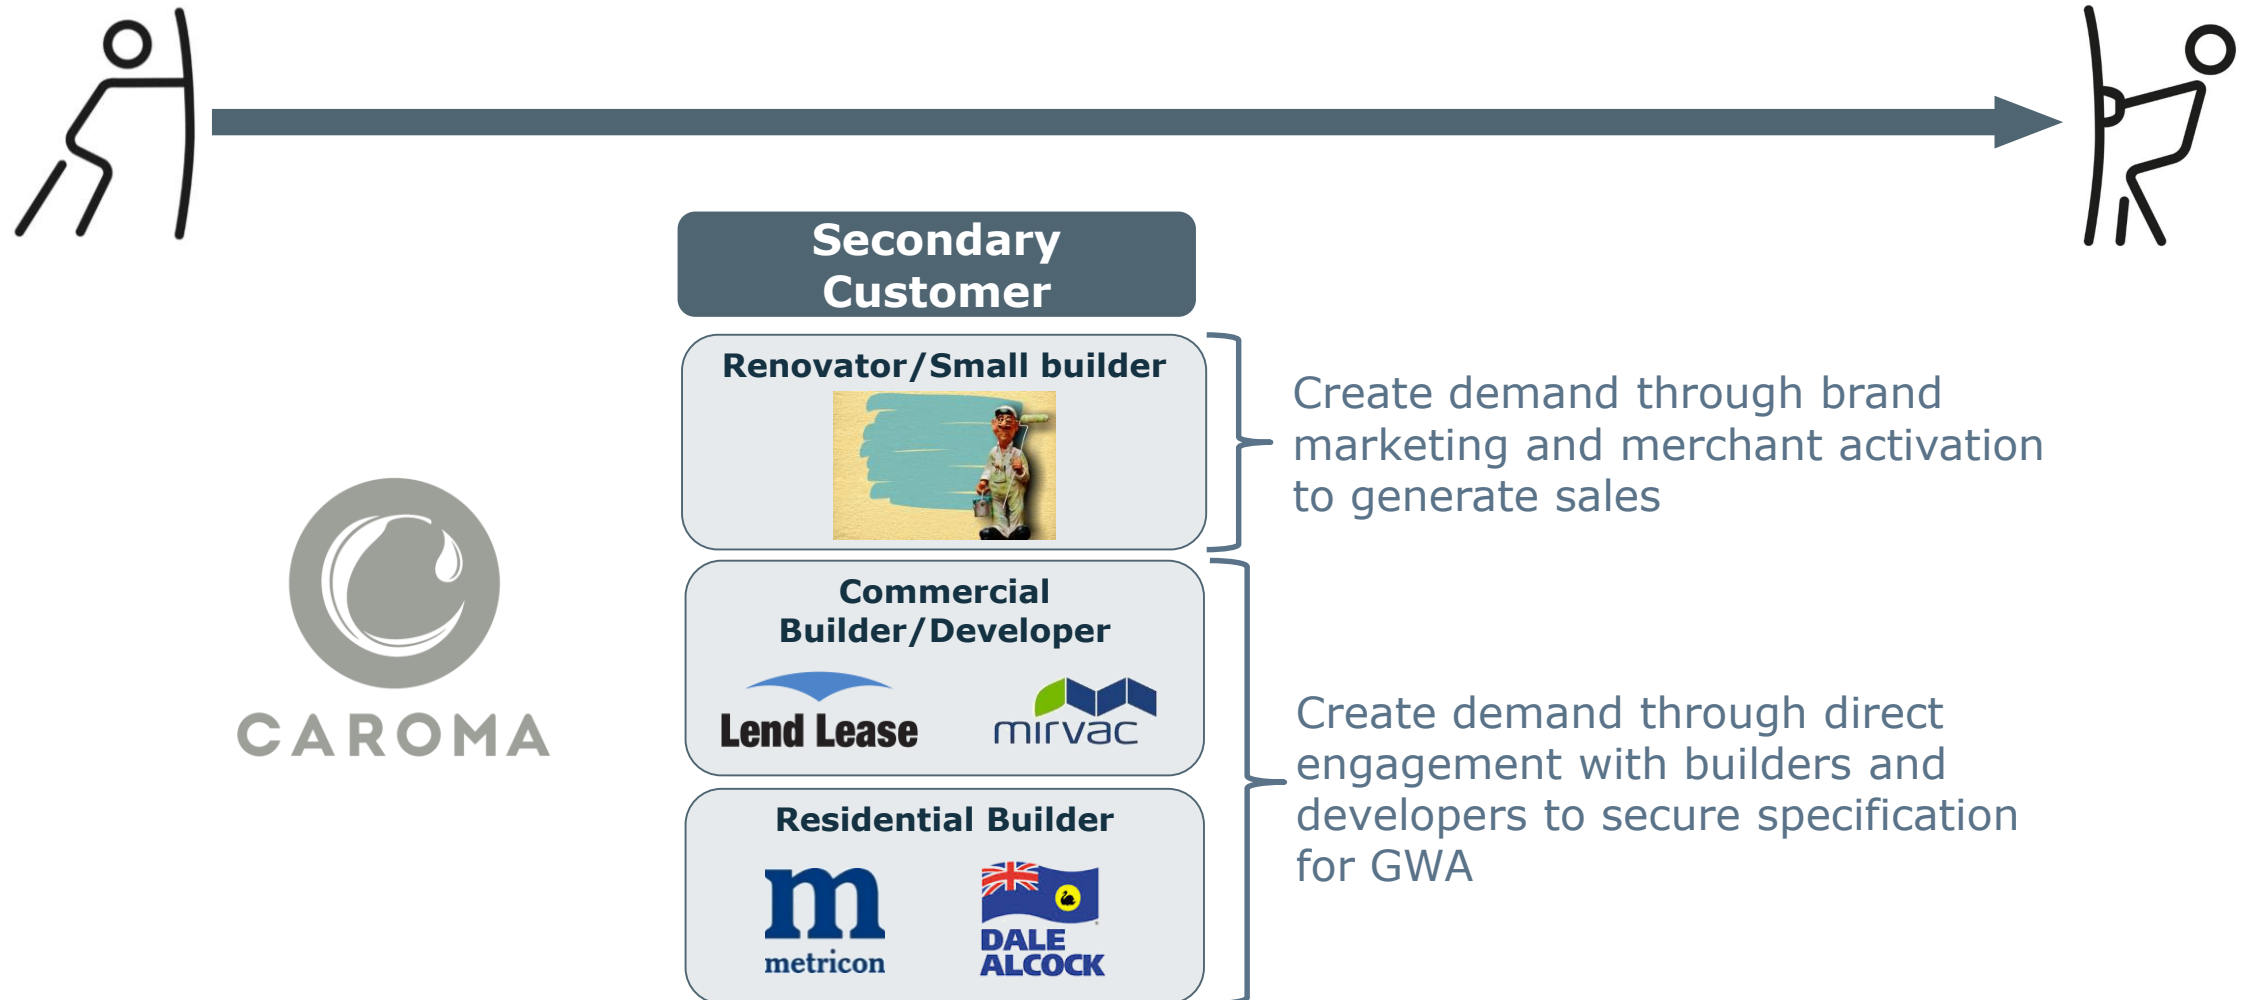 Secondary
Customer
Renovator/Small builder
Create demand through brand
marketing and merchant activation
to generate sales
CAROMA
Commercial
Builder/Developer
Lend Lease
mirvac
Create demand through direct
engagement with builders and
developers to secure specification
for GWA
Residential Builder
m
metricon
DALE
ALCOCK